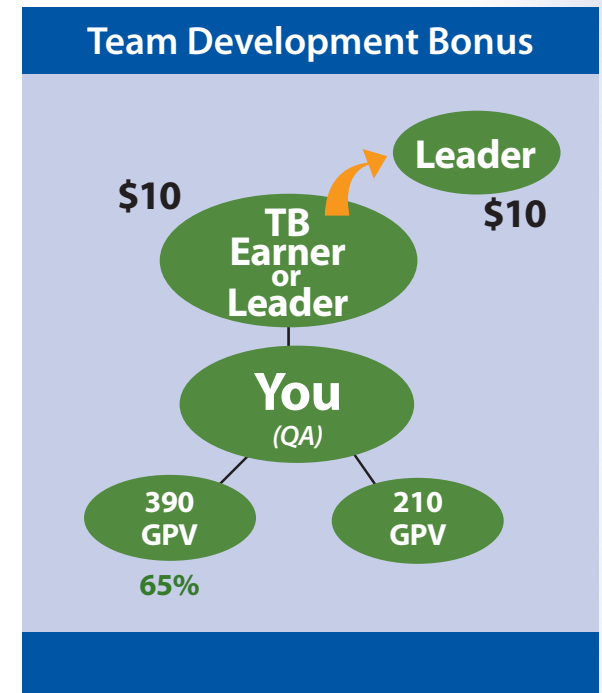 Team Development Bonus
Leader
$10
$10
TB
Earner
or
Leader
You
(QA)
390
GPV
210
GPV
65%